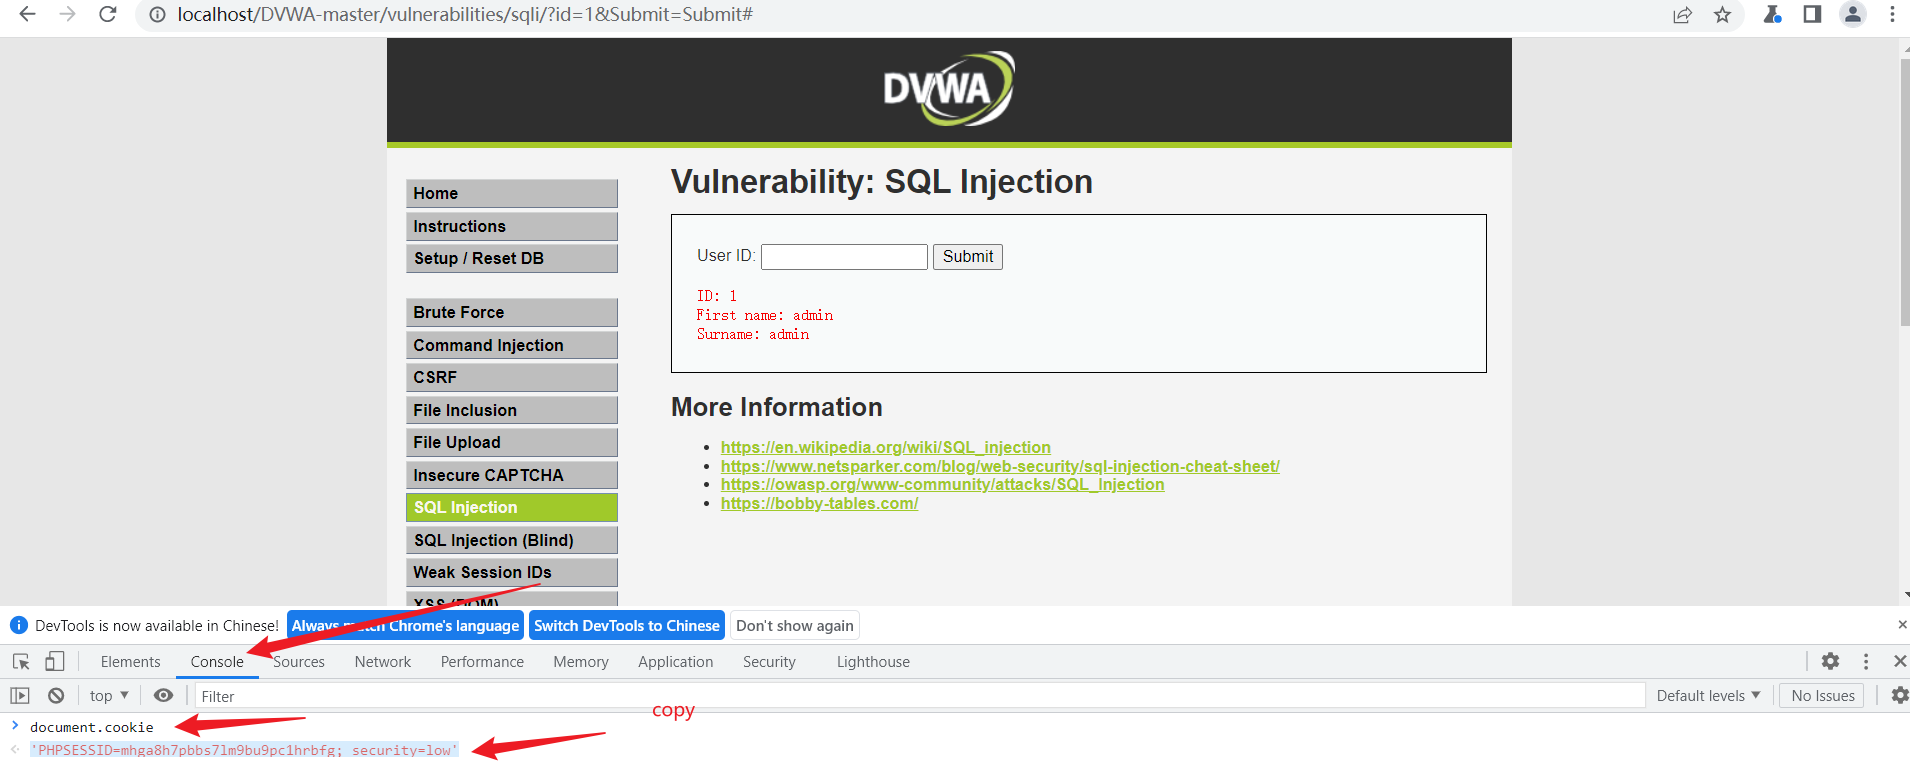 localhost/DVWA-master/vulnerabilities/sqli/?id=1&Submit=Submit#
DVWA
Home
Instructions
Setup / Reset DB
Brute Force
Command Injection
CSRF
File Inclusion
File Upload
Insecure CAPTCHA
SQL Injection
SQL Injection (Blind)
Weak Session IDs
XSS (DOM)
Vulnerability: SQL Injection
User ID: Submit
ID: 1
First name: admin
Surname: admin
More Information
https://en.wikipedia.org/wiki/SQL_injection
https://www.netsparker.com/blog/web-security/sql-injection-cheat-sheet/
https://owasp.org/www-community/attacks/SQL_Injection
https://bobby-tables.com/
DevTools is now available in Chinese! Always match Chrome's language Switch DevTools to Chinese Don't show again
Elements Console Sources Network Performance Memory Application Security Lighthouse
top Filter Default levels No Issues
copy
document.cookie
'PHPSESSID=mhga8h7pbbs7lm9bu9pc1hrbfg; security=low'